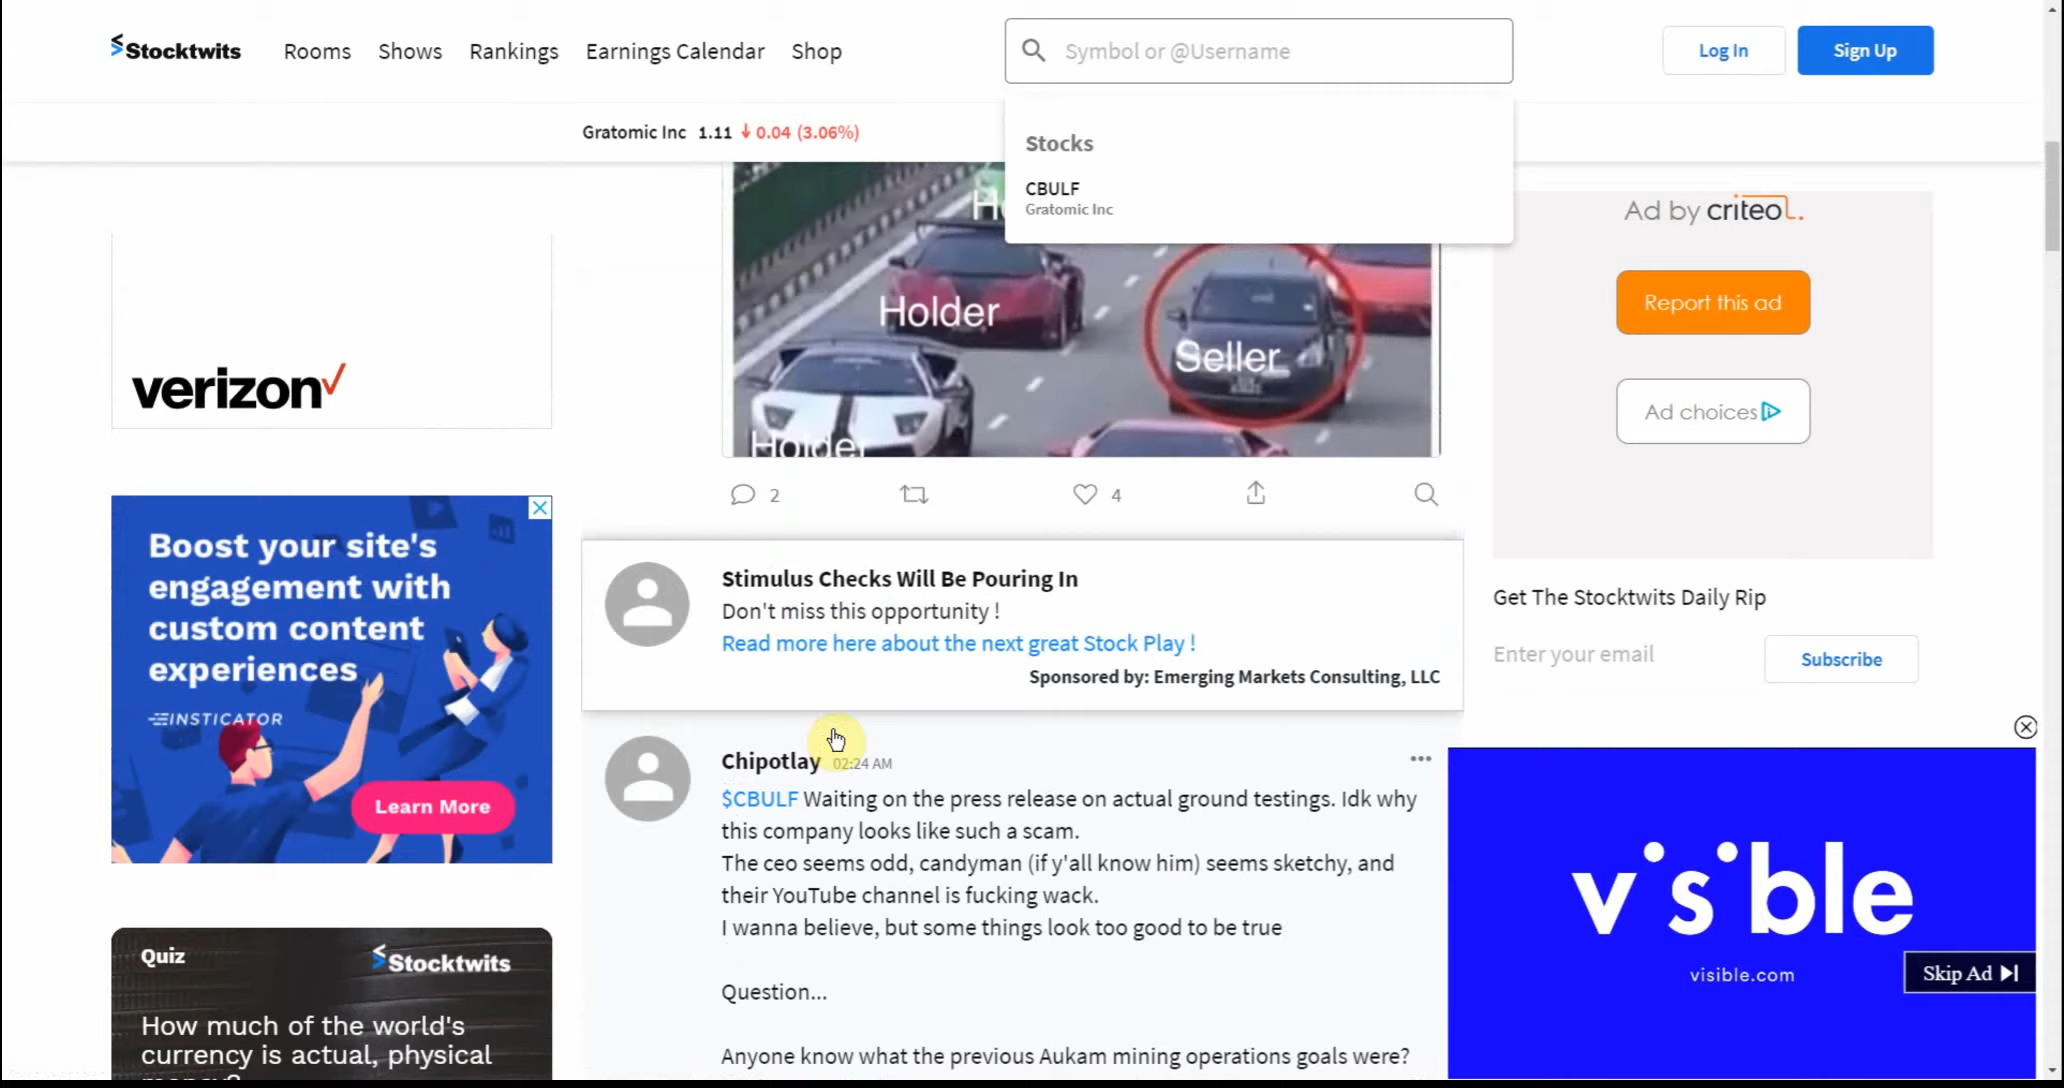 Stocktwits
Rooms
Shows
Rankings
Earnings Calendar
Shop
Symbol or @Username
Log In
Sign Up
Gratomic Inc 1.11 ↓ 0.04 (3.06%)
Stocks
CBULF
Gratomic Inc
Holder
Seller
Holder
verizon
2
4
Ad by criteo.
Report this ad
Ad choices
Boost your site's
engagement with
custom content
experiences
INSTICATOR
Learn More
Stimulus Checks Will Be Pouring In
Don't miss this opportunity !
Read more here about the next great Stock Play !
Sponsored by: Emerging Markets Consulting, LLC
Get The Stocktwits Daily Rip
Enter your email
Subscribe
Chipotlay 02:24 AM
$CBULF Waiting on the press release on actual ground testings. Idk why
this company looks like such a scam.
The ceo seems odd, candyman (if y'all know him) seems sketchy, and
their YouTube channel is fucking wack.
I wanna believe, but some things look too good to be true
Question...
Anyone know what the previous Aukam mining operations goals were?
visible
visible.com
Skip Ad
Quiz
Stocktwits
How much of the world's
currency is actual, physical